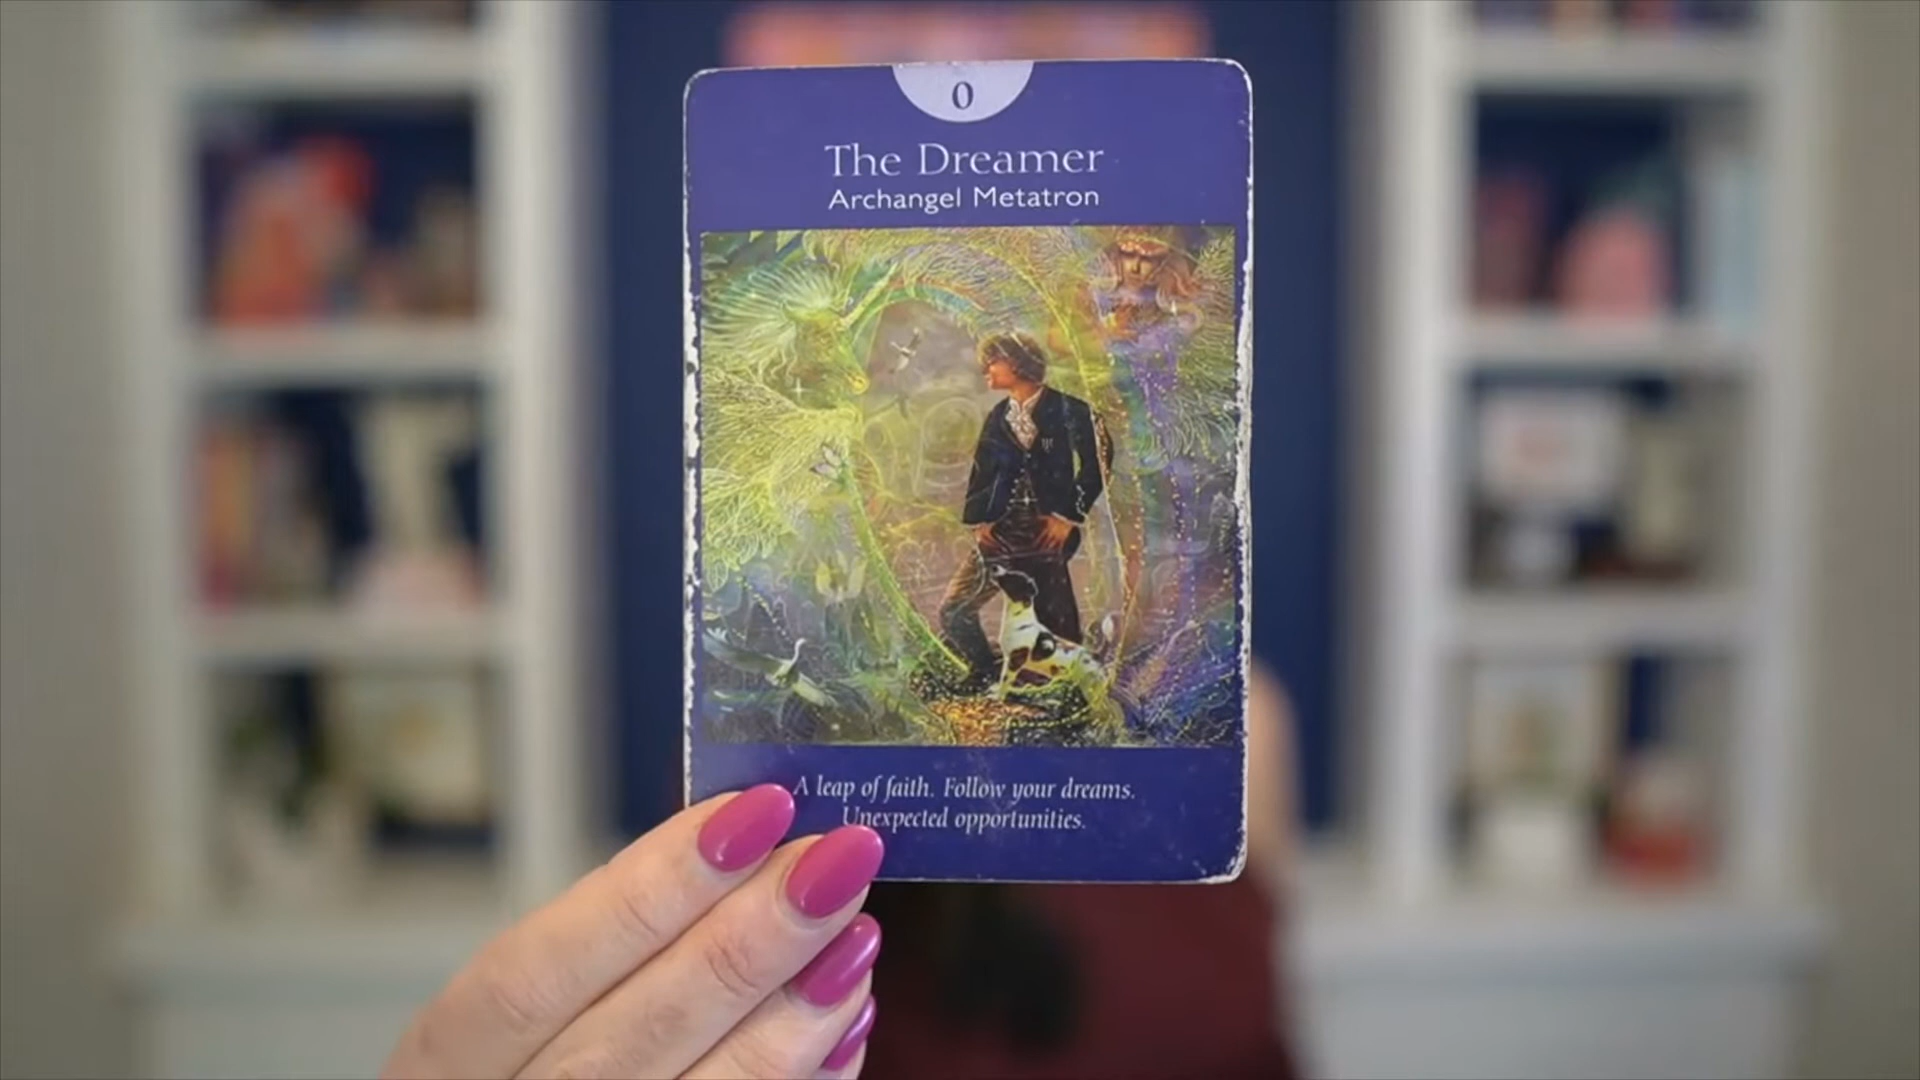 0
The Dreamer
Archangel Metatron
A leap of faith. Follow your dreams.
Unexpected opportunities.